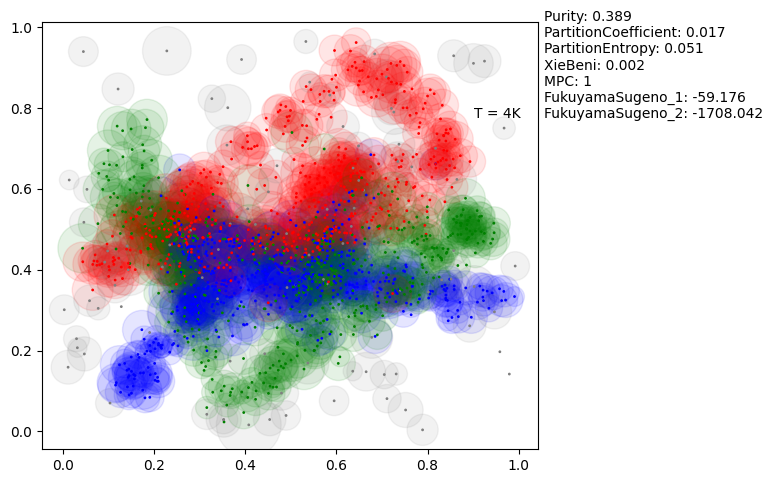 Purity: 0.389
PartitionCoefficient: 0.017
PartitionEntropy: 0.051
XieBeni: 0.002
MPC: 1
FukuyamaSugeno_1: -59.176
FukuyamaSugeno_2: -1708.042
T = 4K
1.0
0.8
0.6
0.4
0.2
0.0
0.0 0.2 0.4 0.6 0.8 1.0